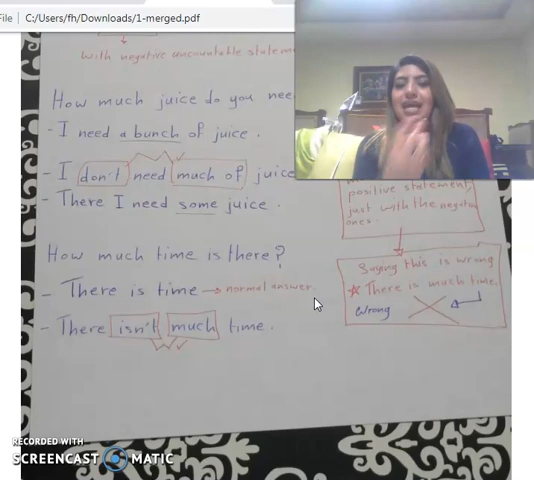 File | C:/Users/fh/Downloads/1-merged.pdf
with negative uncountable stateme
How much juice do you nee
- I need a bunch of juice.
- I don't need much of juice
- There I need some juice.
positive statement,
just with the negative
ones.
How much time is there?
- There is time → normal answer.
- There isn't much time.
Saying this is wrong
There is much time.
Wrong
RECORDED WITH
SCREENCAST MATIC